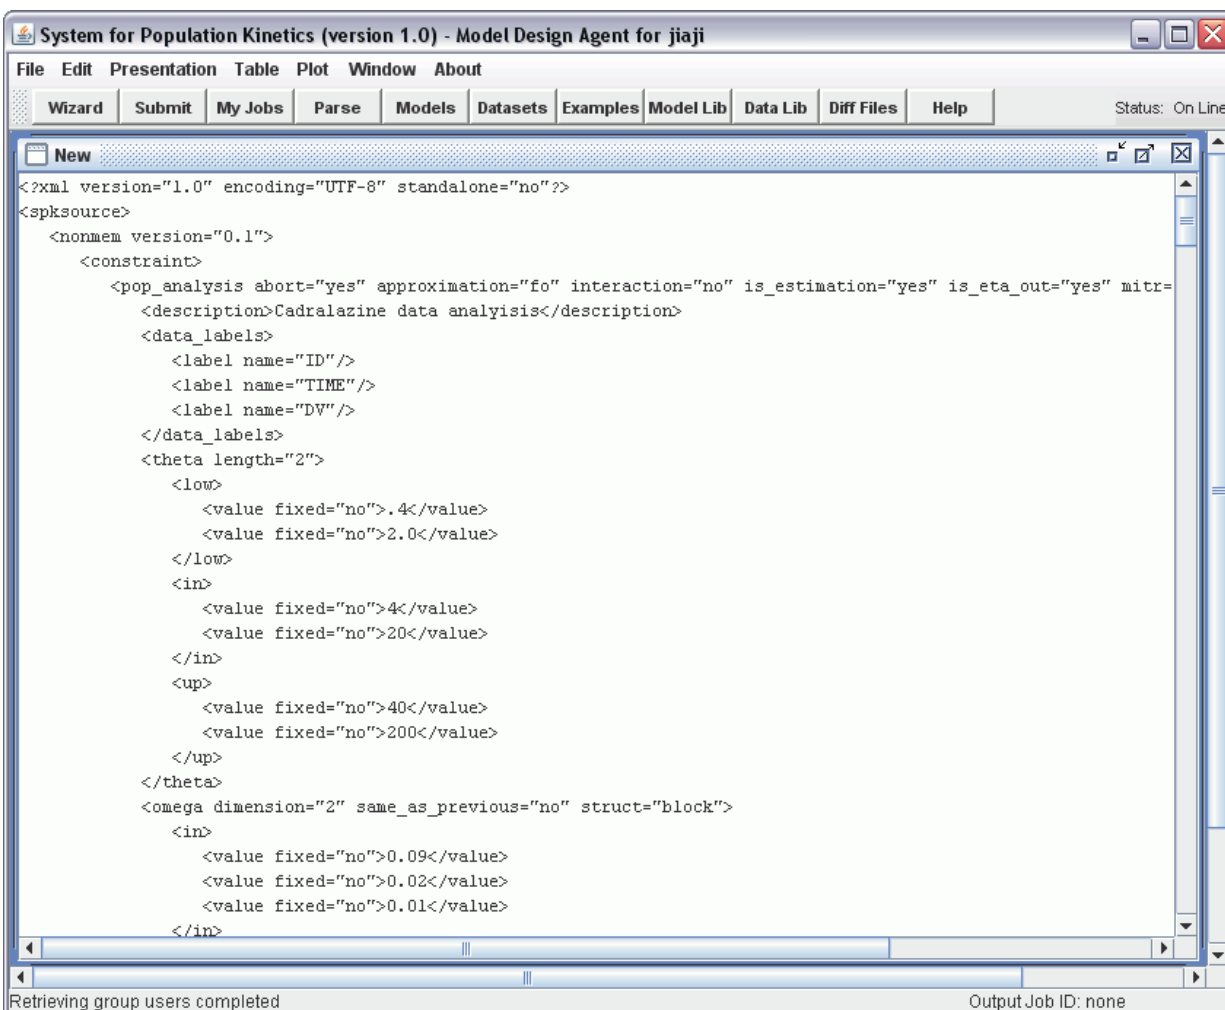 System for Population Kinetics (version 1.0) - Model Design Agent for jiaji
File Edit Presentation Table Plot Window About
Wizard Submit My Jobs Parse Models Datasets Examples Model Lib Data Lib Diff Files Help Status: On Line
New
<?xml version="1.0" encoding="UTF-8" standalone="no"?>
<spksource>
<nonmem version="0.1">
<constraint>
<pop_analysis abort="yes" approximation="fo" interaction="no" is_estimation="yes" is_eta_out="yes" mitr=
<description>Cadralazine data analyisis</description>
<data_labels>
<label name="ID"/>
<label name="TIME"/>
<label name="DV"/>
</data_labels>
<theta length="2">
<low>
<value fixed="no">.4</value>
<value fixed="no">2.0</value>
</low>
<in>
<value fixed="no">4</value>
<value fixed="no">20</value>
</in>
<up>
<value fixed="no">40</value>
<value fixed="no">200</value>
</up>
</theta>
<omega dimension="2" same_as_previous="no" struct="block">
<in>
<value fixed="no">0.09</value>
<value fixed="no">0.02</value>
<value fixed="no">0.01</value>
</in>
Retrieving group users completed Output Job ID: none